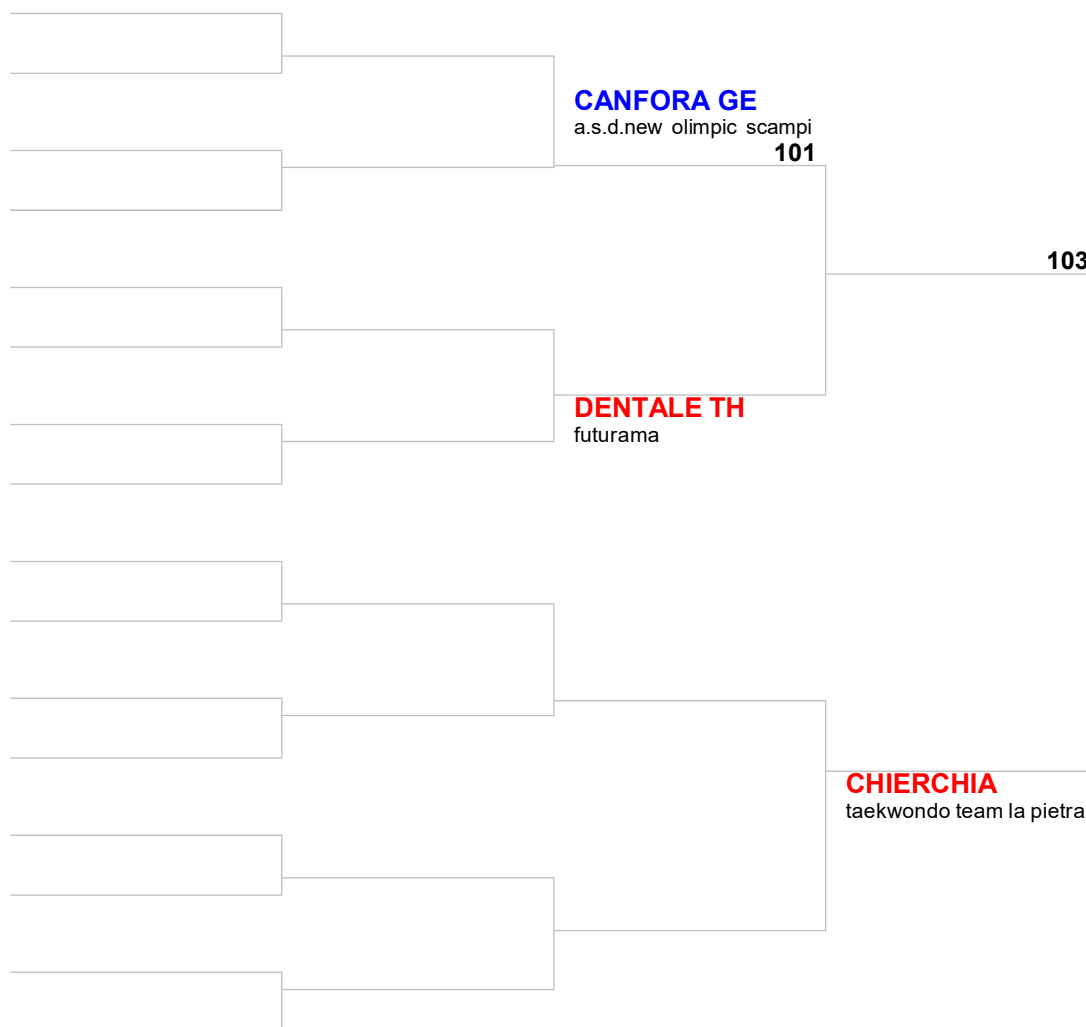 CANFORA GE
a.s.d.new olimpic scampi
101
103
DENTALE TH
futurama
CHIERCHIA
taekwondo team la pietra